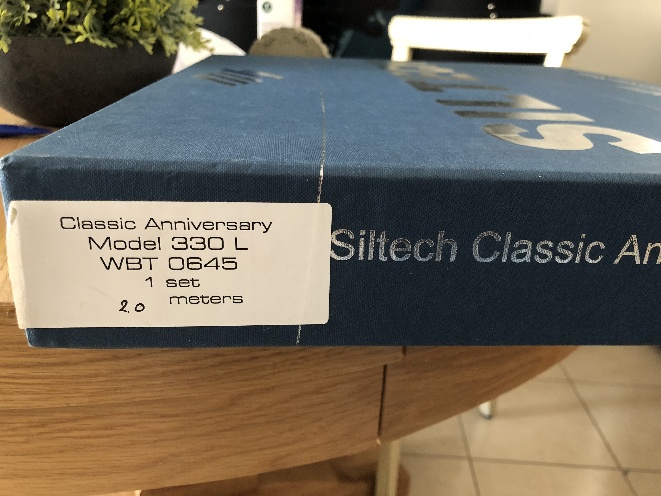 Classic Anniversary
Model 330 L
WBT 0645
1 set
2.0 meters
Siltech Classic An